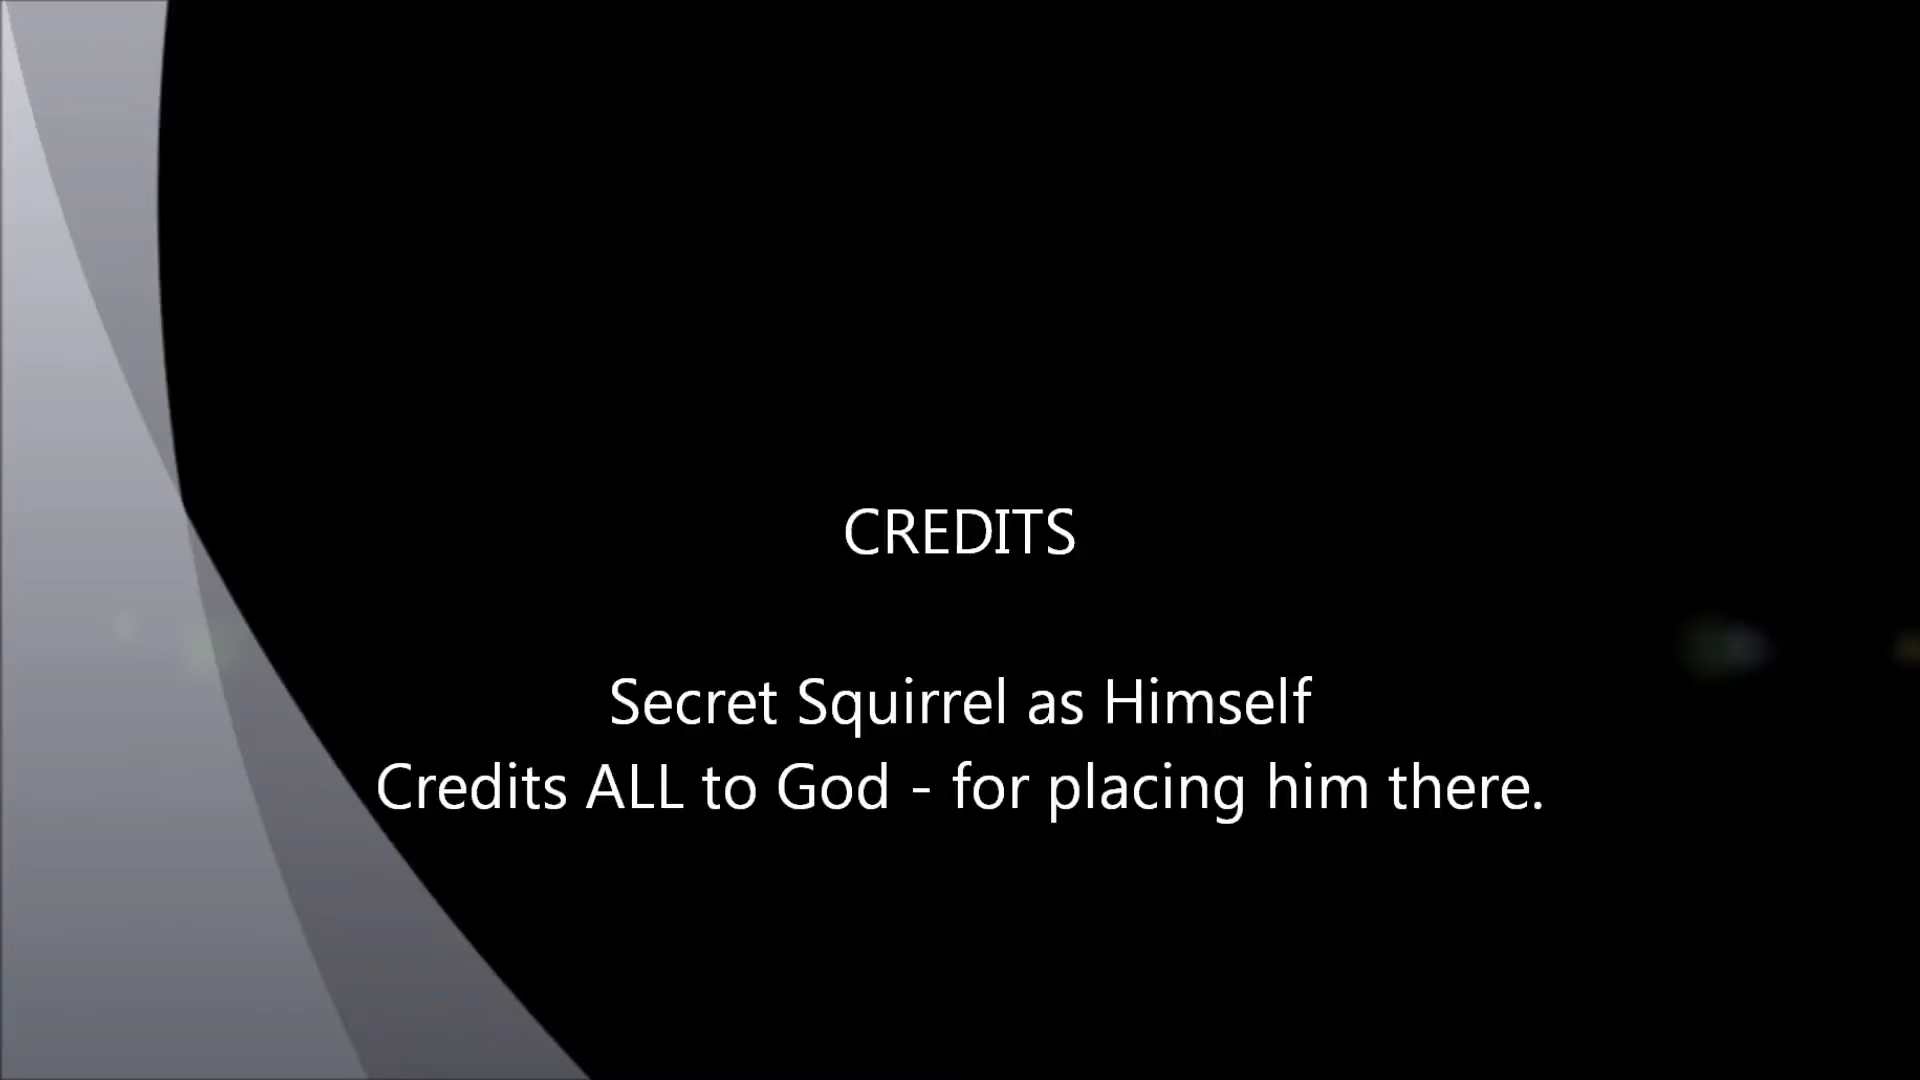 CREDITS
Secret Squirrel as Himself
Credits ALL to God - for placing him there.